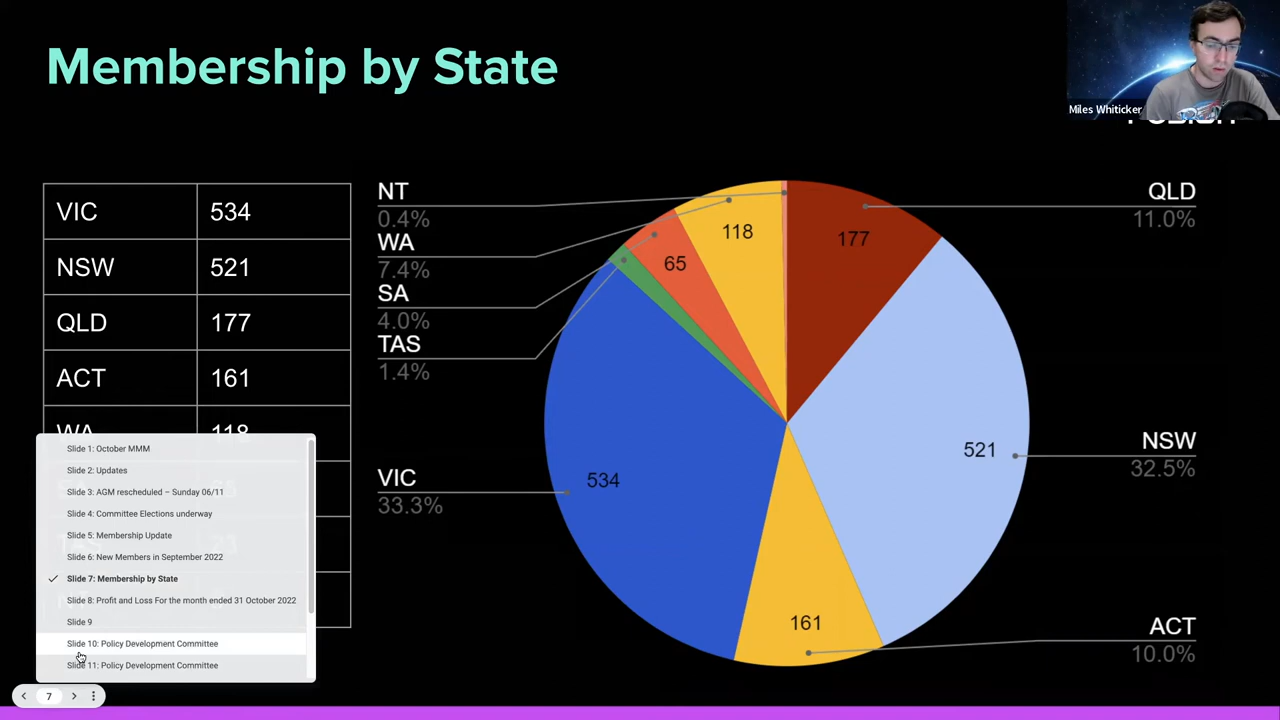 Membership by State
Miles Whiticker
VIC 534
NSW 521
QLD 177
ACT 161
WA 118
NT
0.4%
WA
7.4%
SA
4.0%
TAS
1.4%
VIC
33.3%
118
177
65
534
521
161
QLD
11.0%
NSW
32.5%
ACT
10.0%
Slide 1: October MMM
Slide 2: Updates
Slide 3: AGM rescheduled – Sunday 06/11
Slide 4: Committee Elections underway
Slide 5: Membership Update
Slide 6: New Members in September 2022
Slide 7: Membership by State
Slide 8: Profit and Loss For the month ended 31 October 2022
Slide 9
Slide 10: Policy Development Committee
Slide 11: Policy Development Committee
7